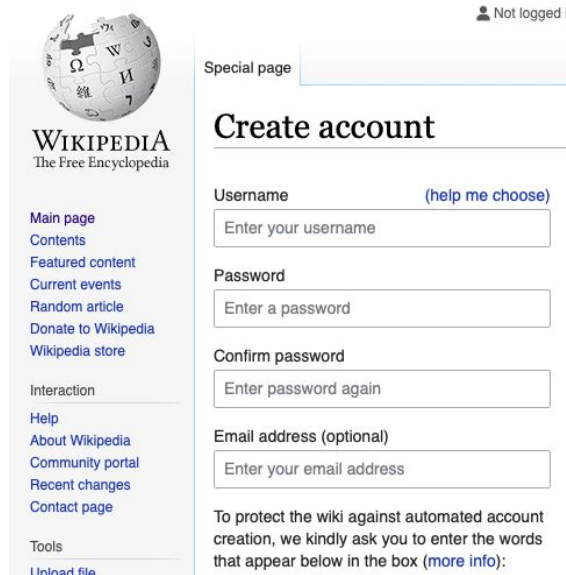 Not logged
WIKIPEDIA
The Free Encyclopedia
Main page
Contents
Featured content
Current events
Random article
Donate to Wikipedia
Wikipedia store
Interaction
Help
About Wikipedia
Community portal
Recent changes
Contact page
Tools
Upload file
Special page
Create account
Username (help me choose)
Enter your username
Password
Enter a password
Confirm password
Enter password again
Email address (optional)
Enter your email address
To protect the wiki against automated account
creation, we kindly ask you to enter the words
that appear below in the box (more info):